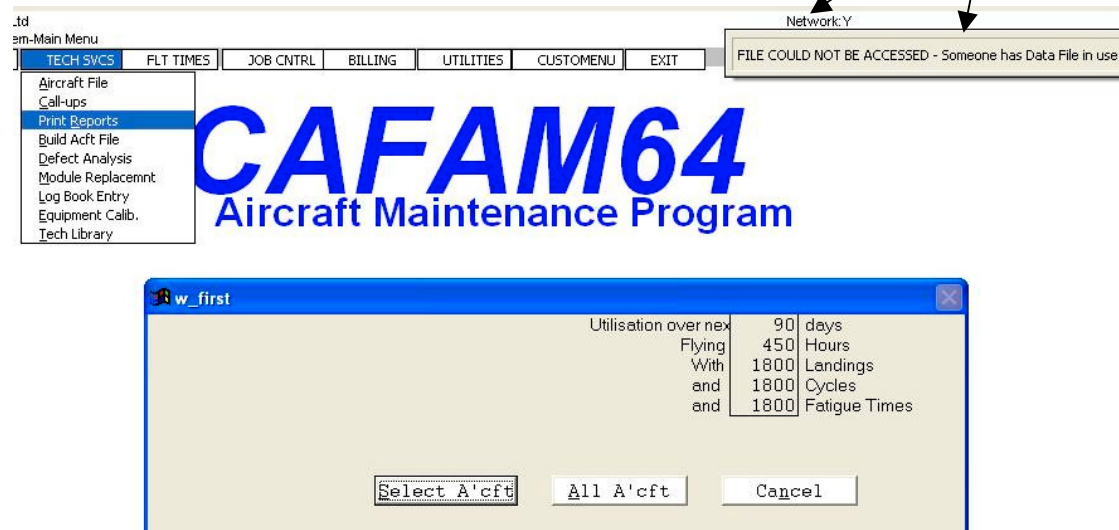 Ltd
Network:Y
em-Main Menu
TECH SVCS FLT TIMES JOB CNTRL BILLING UTILITIES CUSTOMENU EXIT
FILE COULD NOT BE ACCESSED - Someone has Data File in use
Aircraft File
Call-ups
Print Reports
Build Acft File
Defect Analysis
Module Replacemnt
Log Book Entry
Equipment Calib.
Tech Library
CAFAM64
Aircraft Maintenance Program
w_first
Utilisation over nex 90 days
Flying 450 Hours
With 1800 Landings
and 1800 Cycles
and 1800 Fatigue Times
Select A'cft All A'cft Cancel